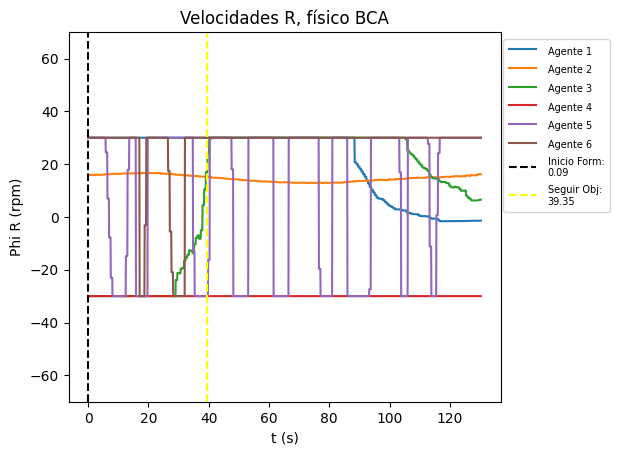 Velocidades R, físico BCA
60
40
20
0
−20
−40
−60
Phi R (rpm)
0
20
40
60
80
100
120
t (s)
Agente 1
Agente 2
Agente 3
Agente 4
Agente 5
Agente 6
Inicio Form:
0.09
Seguir Obj:
39.35